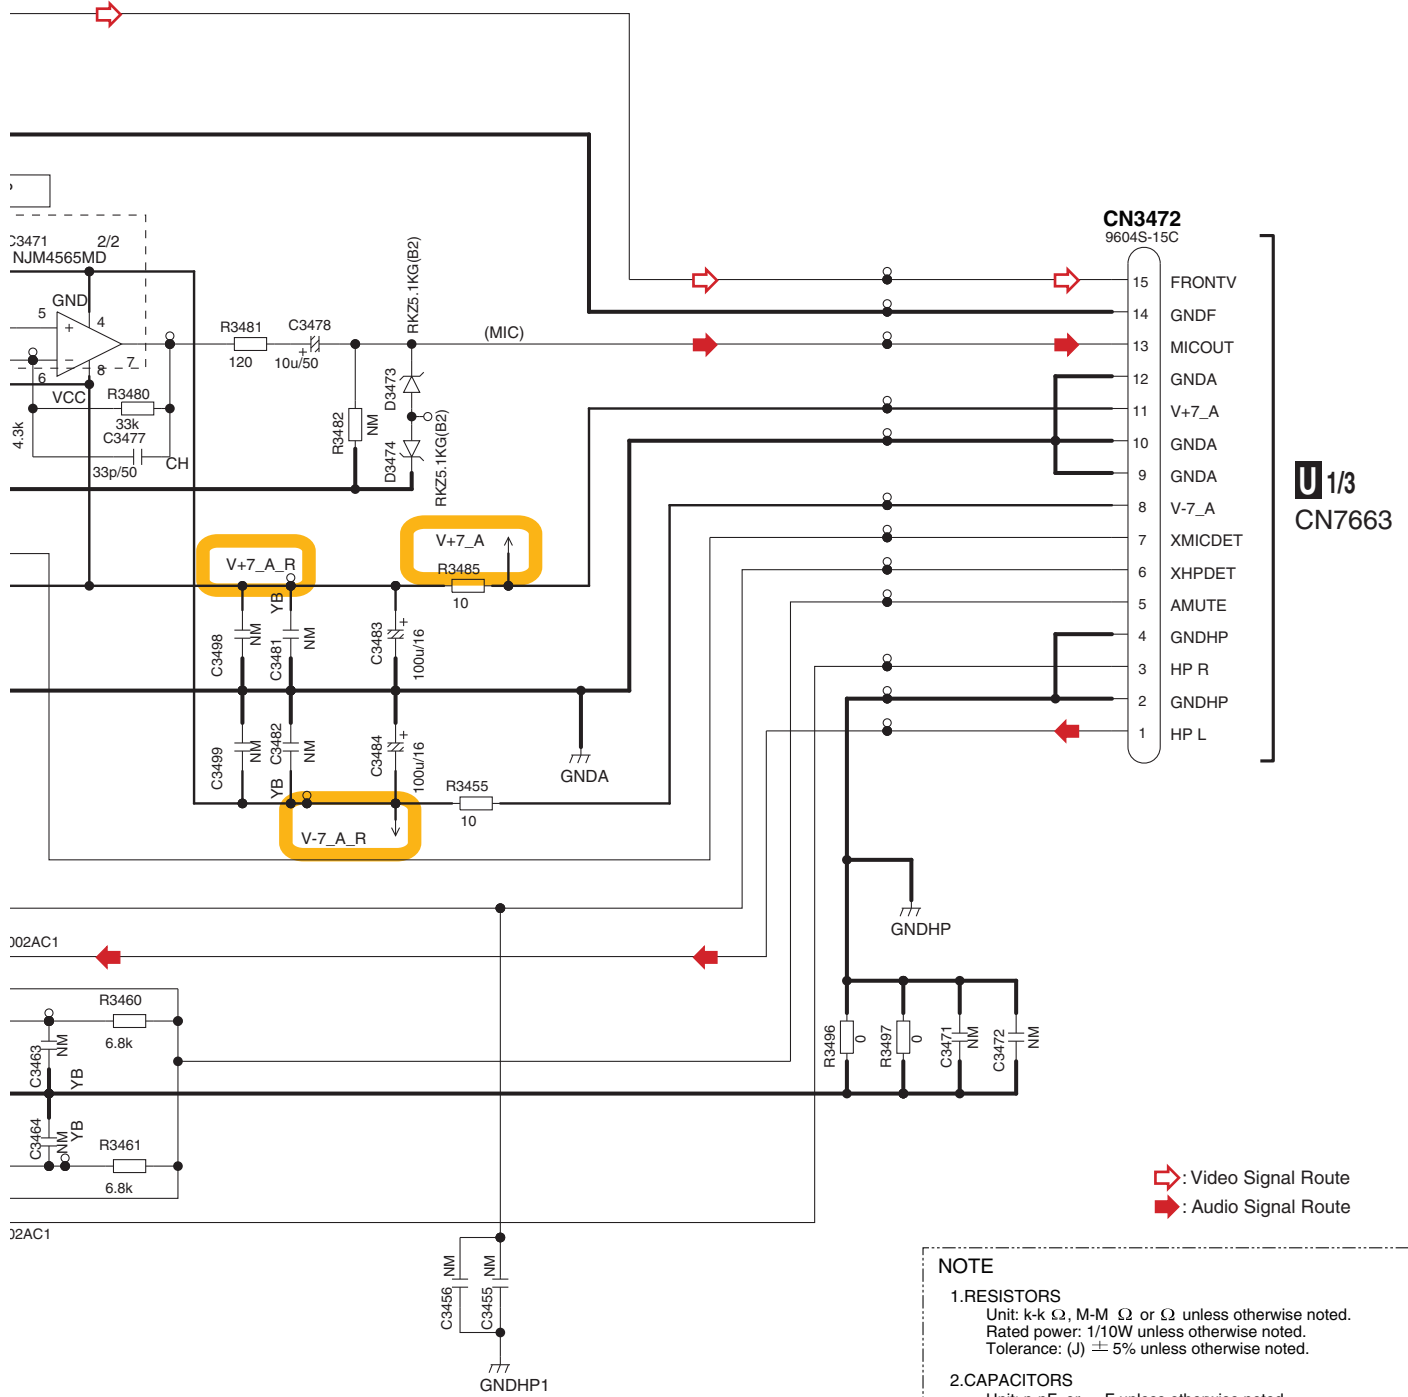 CN3472
9604S-15C
C3471
2/2
NJM4565MD
GND
5
4
+
−
6
7
8
VCC
R3481
120
C3478
+
10u/50
R3480
33k
C3477
33p/50
CH
4.3k
R3482
NM
D3473
RKZ5.1KG(B2)
D3474
RKZ5.1KG(B2)
(MIC)
15 FRONTV
14 GNDF
13 MICOUT
12 GNDA
11 V+7_A
10 GNDA
9 GNDA
8 V-7_A
7 XMICDET
6 XHPDET
5 AMUTE
4 GNDHP
3 HP R
2 GNDHP
1 HP L
U 1/3
CN7663
V+7_A_R
V+7_A
R3485
10
C3498
NM
YB
C3481
NM
C3483
+
100u/16
C3499
NM
C3482
NM
YB
C3484
+
100u/16
GNDA
R3455
10
V-7_A_R
GNDHP
002AC1
R3460
6.8k
C3463
NM
YB
C3464
NM
YB
R3461
6.8k
02AC1
R3496
0
R3497
0
C3471
NM
C3472
NM
C3456
NM
C3455
NM
GNDHP1
: Video Signal Route
: Audio Signal Route
NOTE
1.RESISTORS
Unit: k-k Ω, M-M Ω or Ω unless otherwise noted.
Rated power: 1/10W unless otherwise noted.
Tolerance: (J) ± 5% unless otherwise noted.
2.CAPACITORS